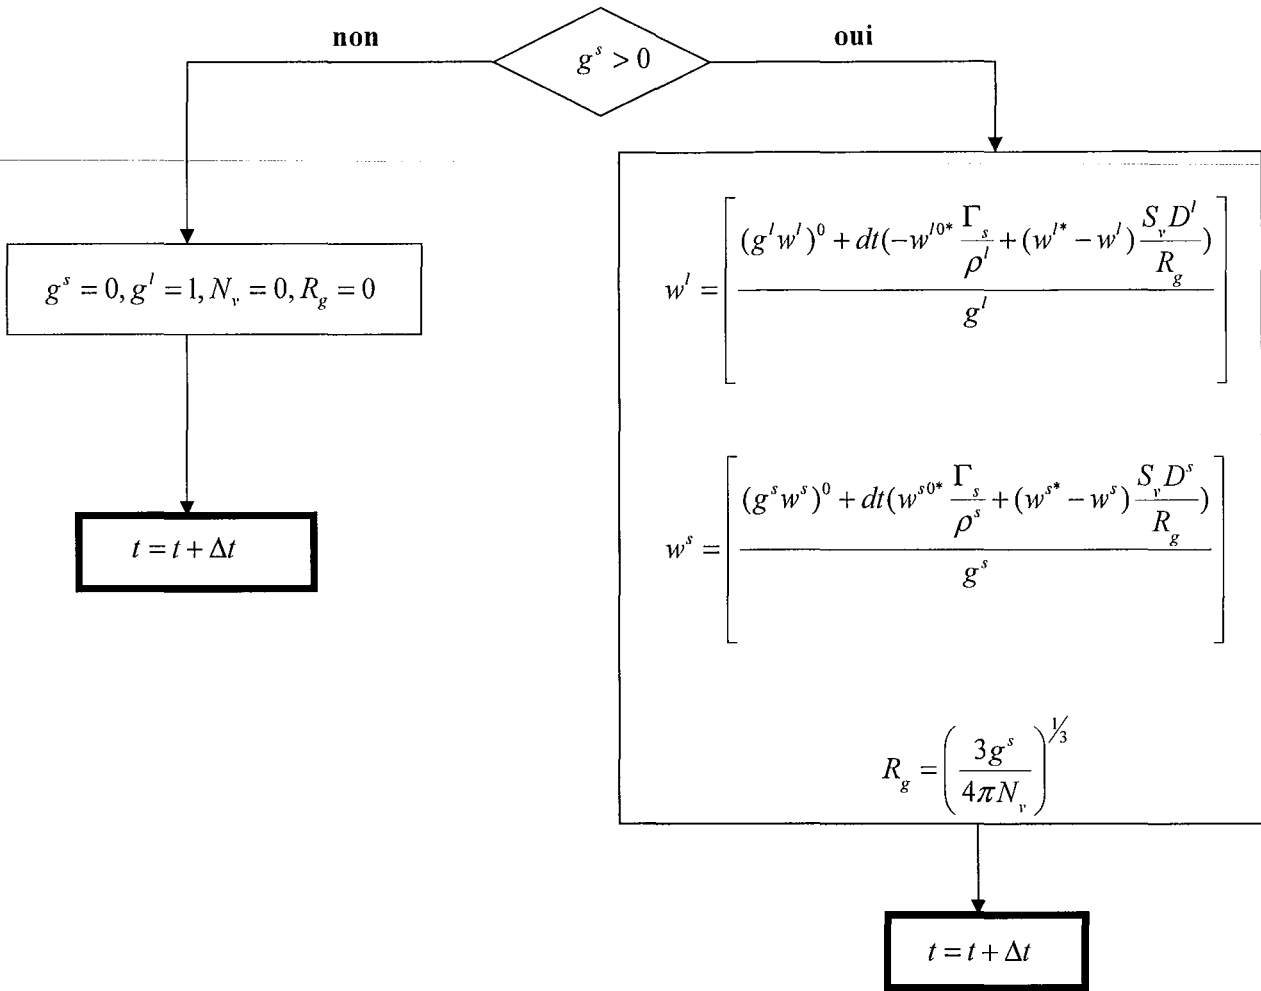 non
oui
g^s > 0
g^s = 0, g^l = 1, N_v = 0, R_g = 0
t = t + Δt
w^l = [ ( (g^l w^l)^0 + dt(-w^{l0*} Γ_s/ρ^l + (w^{l*} - w^l) S_v D^l/R_g) ) / g^l ]
w^s = [ ( (g^s w^s)^0 + dt(w^{s0*} Γ_s/ρ^s + (w^{s*} - w^s) S_v D^s/R_g) ) / g^s ]
R_g = (3g^s / 4πN_v)^{1/3}
t = t + Δt